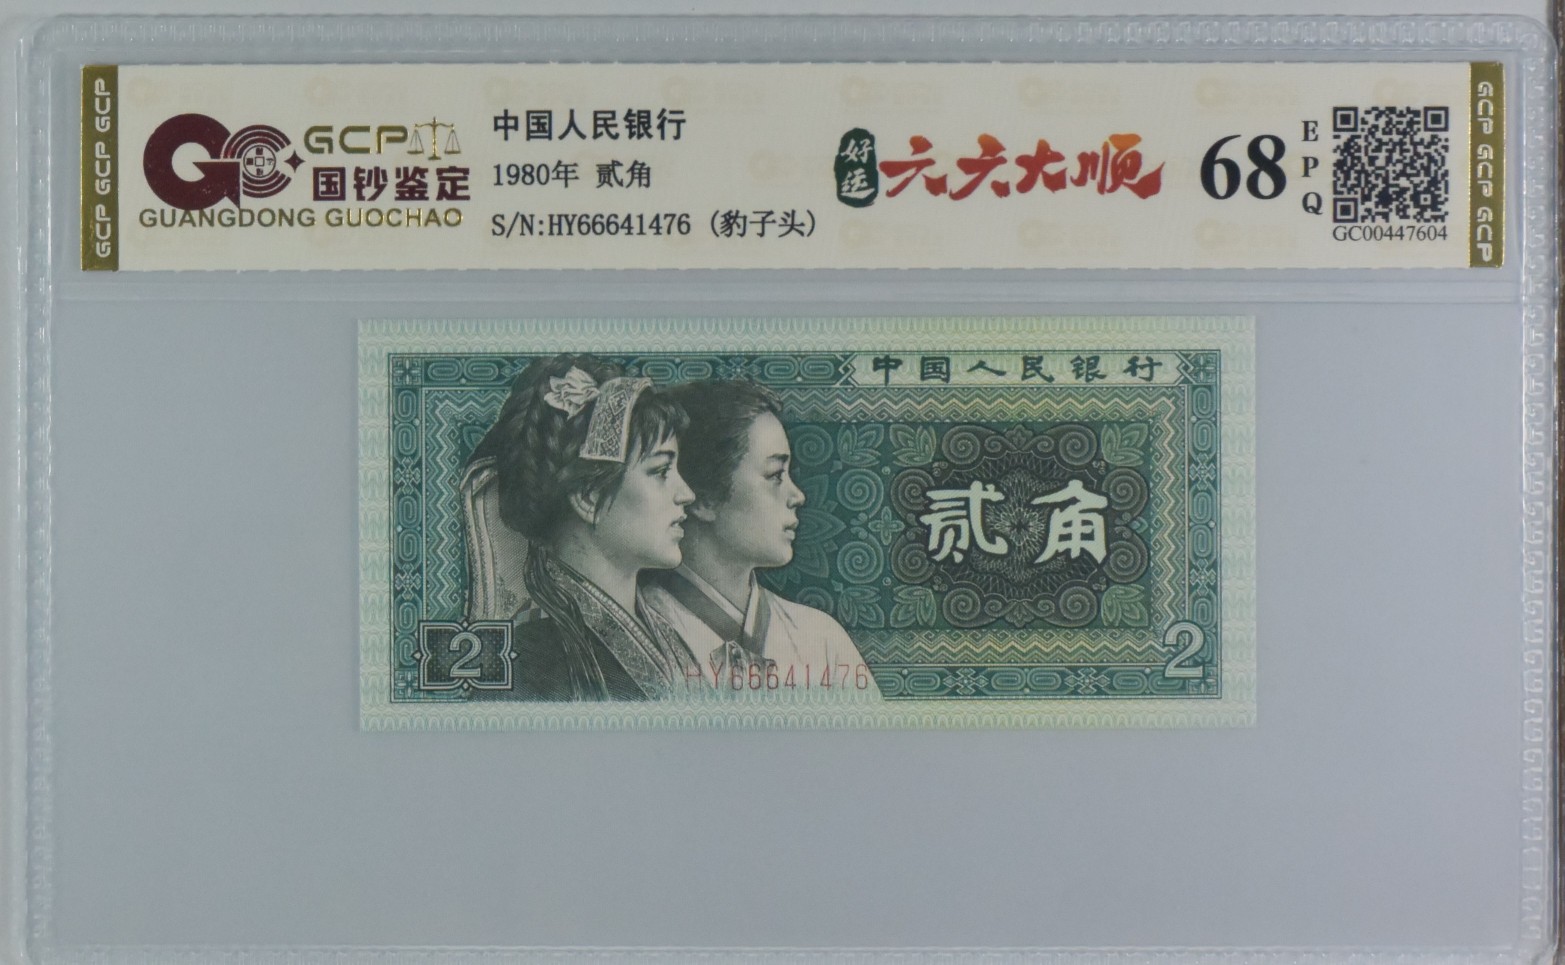 GCP GCP GCP
GCP
国钞鉴定
GUANGDONG GUOCHAO
中国人民银行
1980年 贰角
S/N:HY66641476 (豹子头)
好运
六六大顺
68
EPQ
GC00447604
GCP GCP GCP
中国人民银行
贰角
2
2
HY66641476